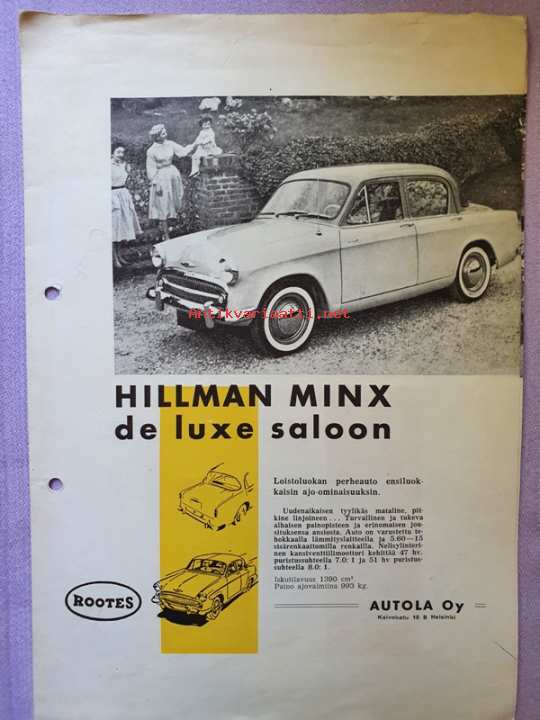 Antikvariaatti.net
HILLMAN MINX
de luxe saloon
Loistoluokan perheauto ensiluok-
kaisin ajo-ominaisuuksin.
Uudenaikaisen tyylikäs mataline, pit-
kine linjoineen... Turvallinen ja tukeva
alhaisen painopisteen ja erinomaisen jou-
situksensa ansiosta. Auto on varustettu te-
hokkaalla lämmityslaitteella ja 5.60—15
sisärenkaattomilla renkailla. Nelisylinteri-
nen kansiventtiilimoottori kehittää 47 hv.
puristussuhteella 7.0: 1 ja 51 hv puristus-
suhteella 8.0: 1.
Iskutilavuus 1390 cm³.
Paino ajovalmiina 993 kg.
ROOTES
AUTOLA Oy
Kaivokatu 10 B Helsinki